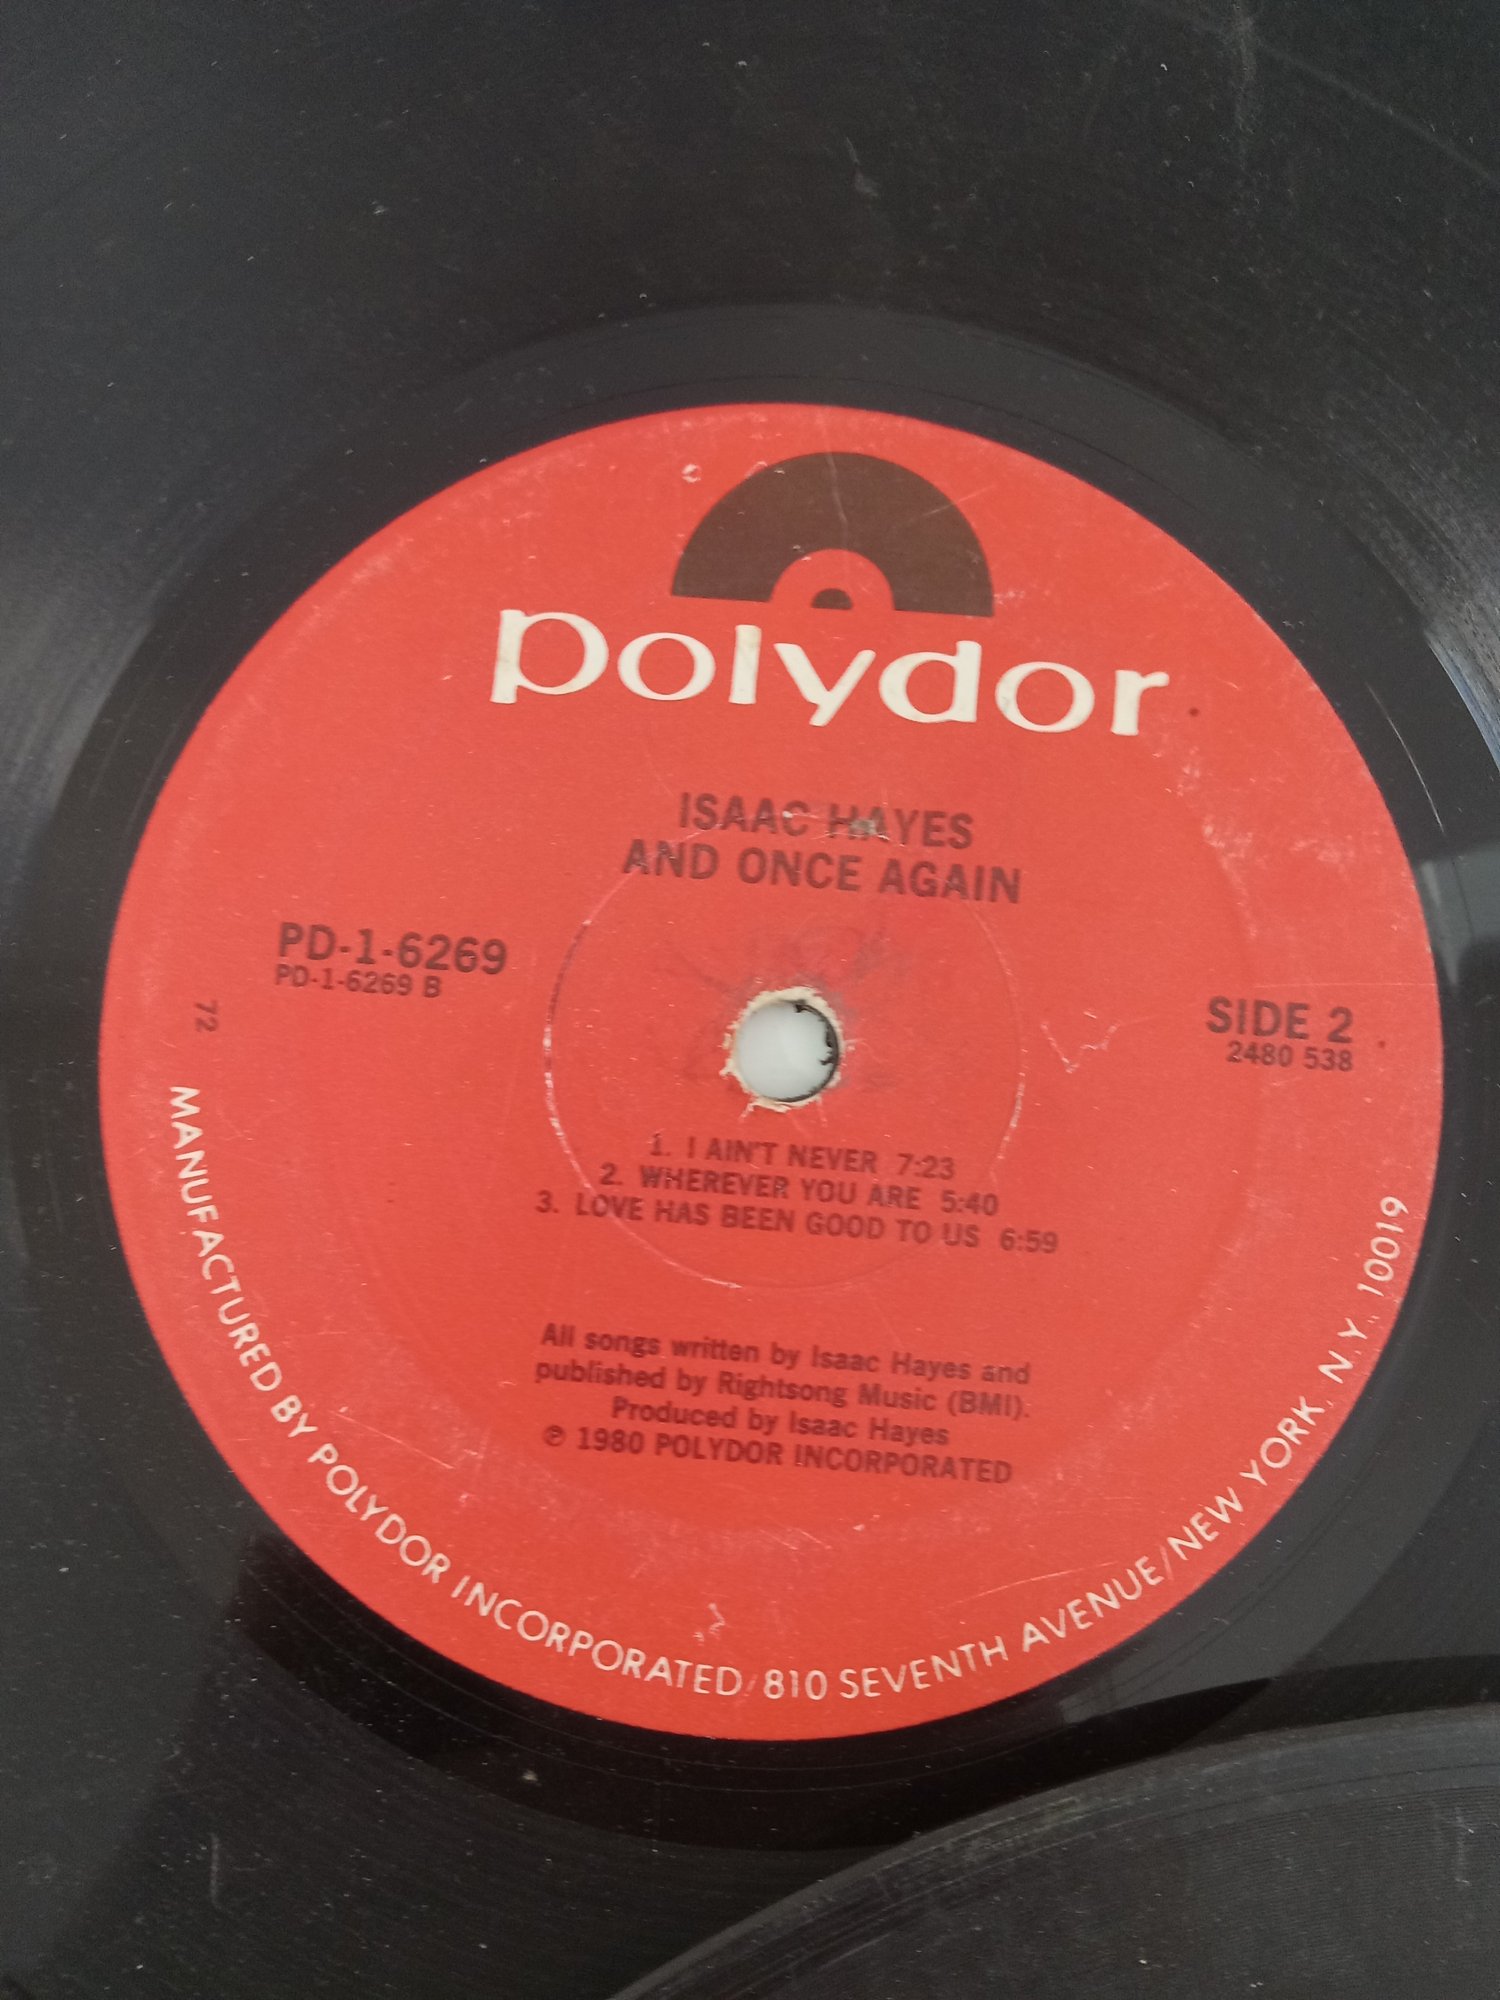 polydor
ISAAC HAYES
AND ONCE AGAIN
PD-1-6269
PD-1-6269 B
72
SIDE 2
2480 538
1. I AIN'T NEVER 7:23
2. WHEREVER YOU ARE 5:40
3. LOVE HAS BEEN GOOD TO US 6:59
All songs written by Isaac Hayes and
published by Rightsong Music (BMI).
Produced by Isaac Hayes
℗ 1980 POLYDOR INCORPORATED
MANUFACTURED BY POLYDOR INCORPORATED/810 SEVENTH AVENUE/NEW YORK, N.Y. 10019